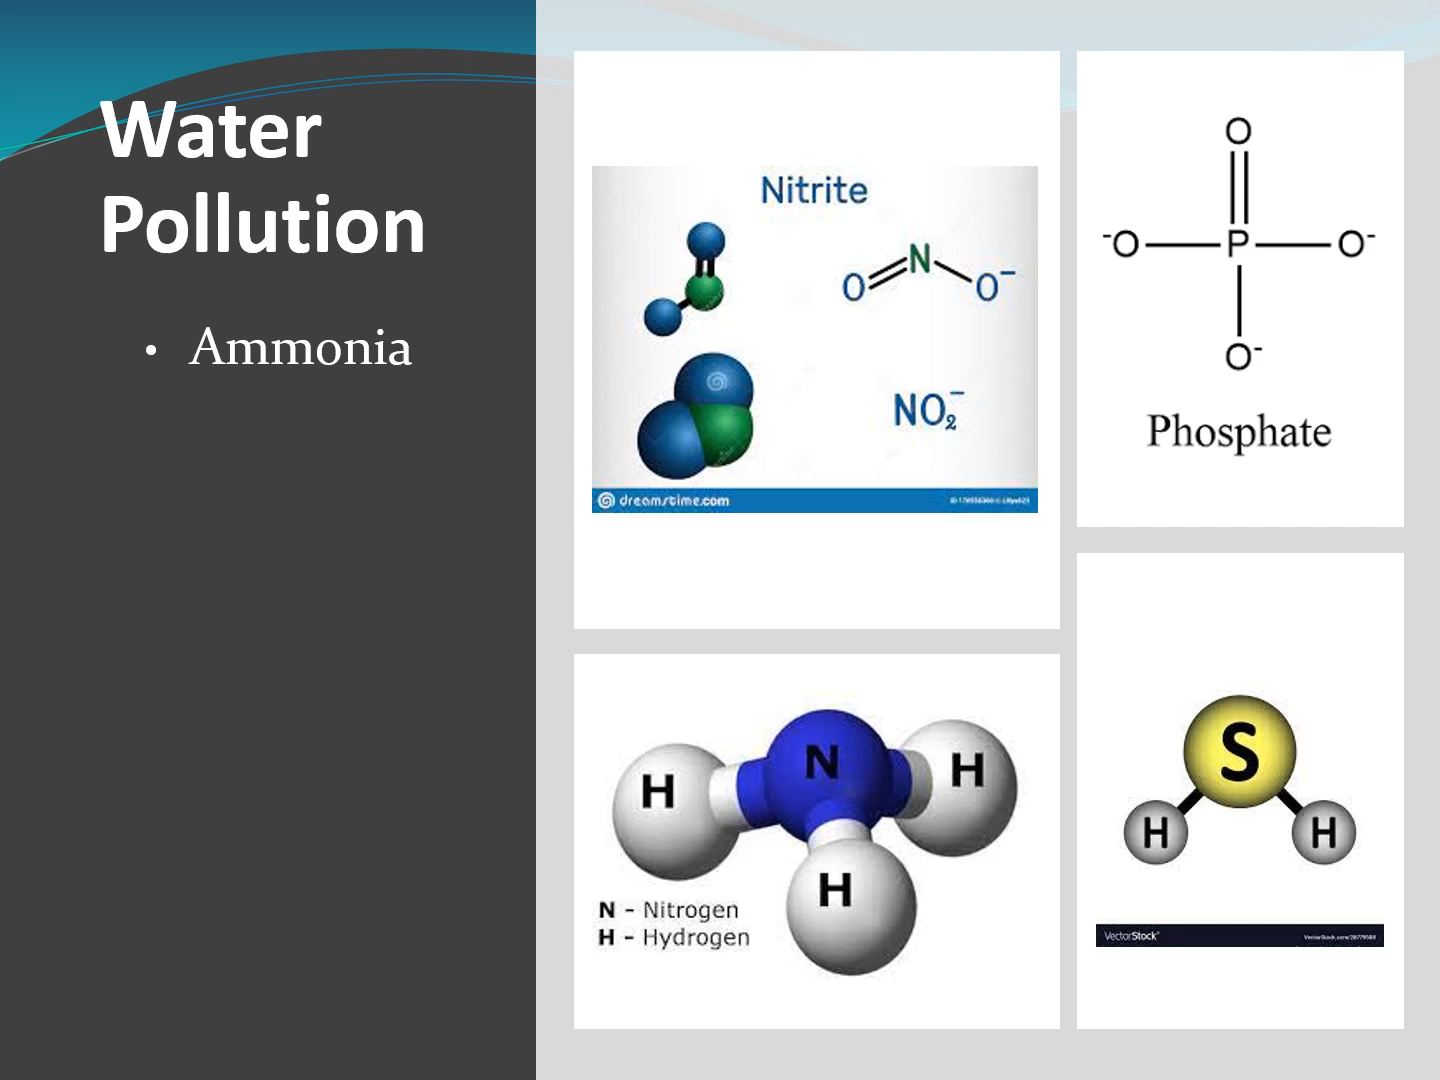 Water
Pollution
• Ammonia
Nitrite
N
O O⁻
NO₂⁻
dreamstime.com
O
⁻O P O⁻
O⁻
Phosphate
N
H H
H
N - Nitrogen
H - Hydrogen
S
H H
VectorStock®